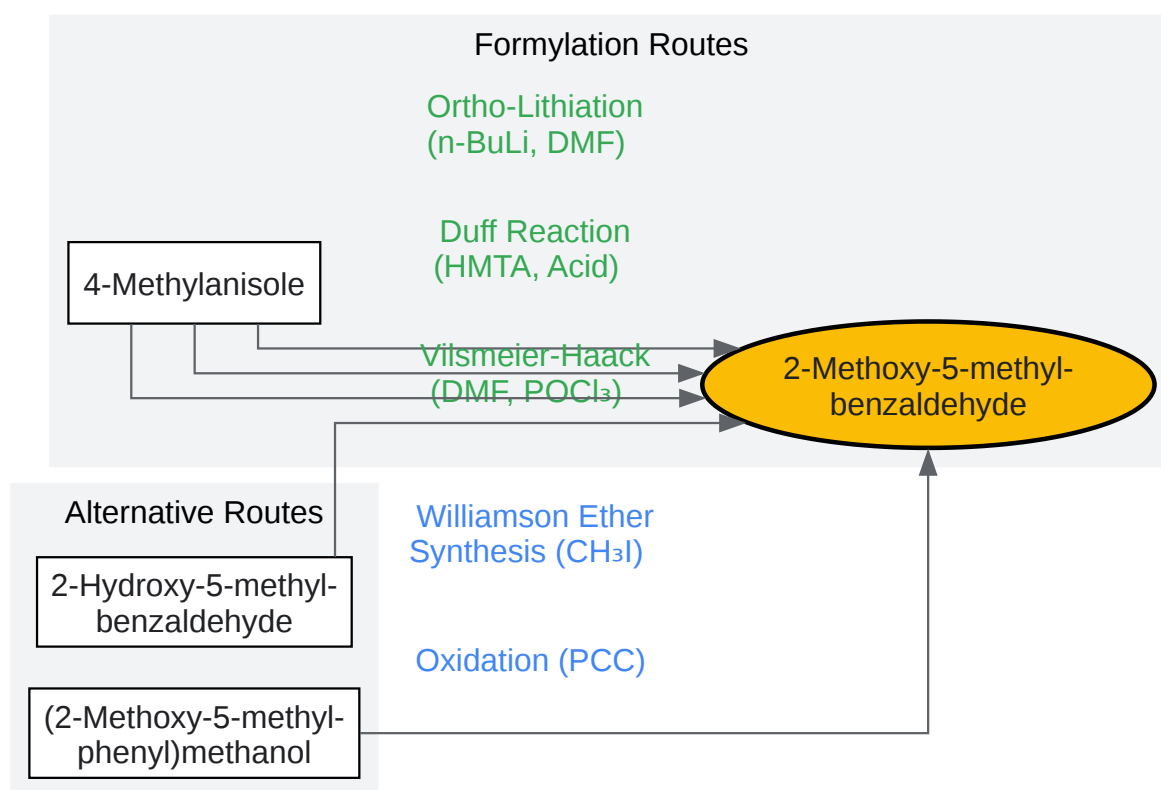 Formylation Routes
Ortho-Lithiation
(n-BuLi, DMF)
Duff Reaction
(HMTA, Acid)
4-Methylanisole
Vilsmeier-Haack
(DMF, POCl₃)
2-Methoxy-5-methyl-
benzaldehyde
Alternative Routes
Williamson Ether
Synthesis (CH₃I)
2-Hydroxy-5-methyl-
benzaldehyde
Oxidation (PCC)
(2-Methoxy-5-methyl-
phenyl)methanol